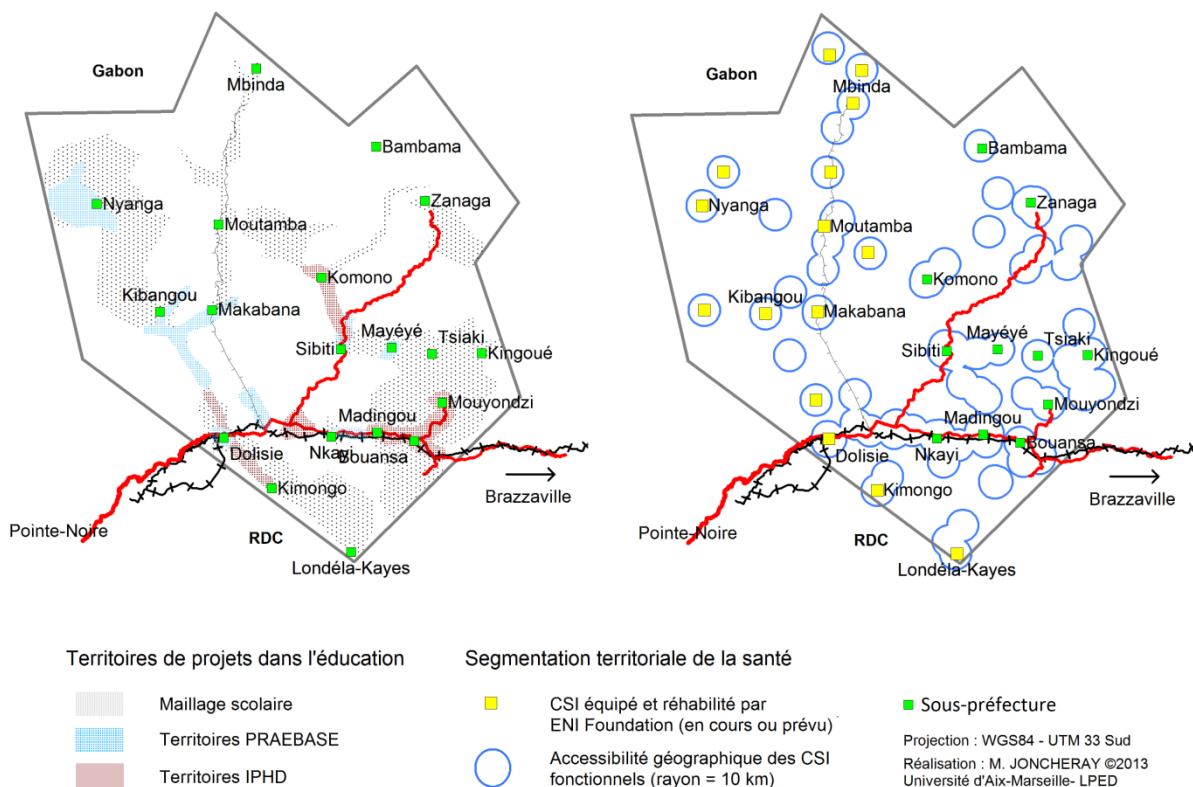 Gabon
Mbinda
Bambama
Nyanga
Zanaga
Moutamba
Komono
Kibangou
Makabana
Mayéyé
Tsiaki
Sibiti
Kingoué
Mouyondzi
Madingou
Dolisie
Nkayi
Bouansa
Kimongo
Brazzaville
Pointe-Noire
RDC
Londéla-Kayes
Gabon
Mbinda
Bambama
Nyanga
Zanaga
Moutamba
Komono
Kibangou
Makabana
Mayéyé
Tsiaki
Sibiti
Kingoué
Mouyondzi
Madingou
Bouansa
Dolisie
Nkayi
Kimongo
Brazzaville
Pointe-Noire
RDC
Londéla-Kayes
Territoires de projets dans l'éducation
Maillage scolaire
Territoires PRAEBASE
Territoires IPHD
Segmentation territoriale de la santé
CSI équipé et réhabilité par
ENI Foundation (en cours ou prévu)
Accessibilité géographique des CSI
fonctionnels (rayon = 10 km)
Sous-préfecture
Projection : WGS84 - UTM 33 Sud
Réalisation : M. JONCHERAY ©2013
Université d'Aix-Marseille- LPED